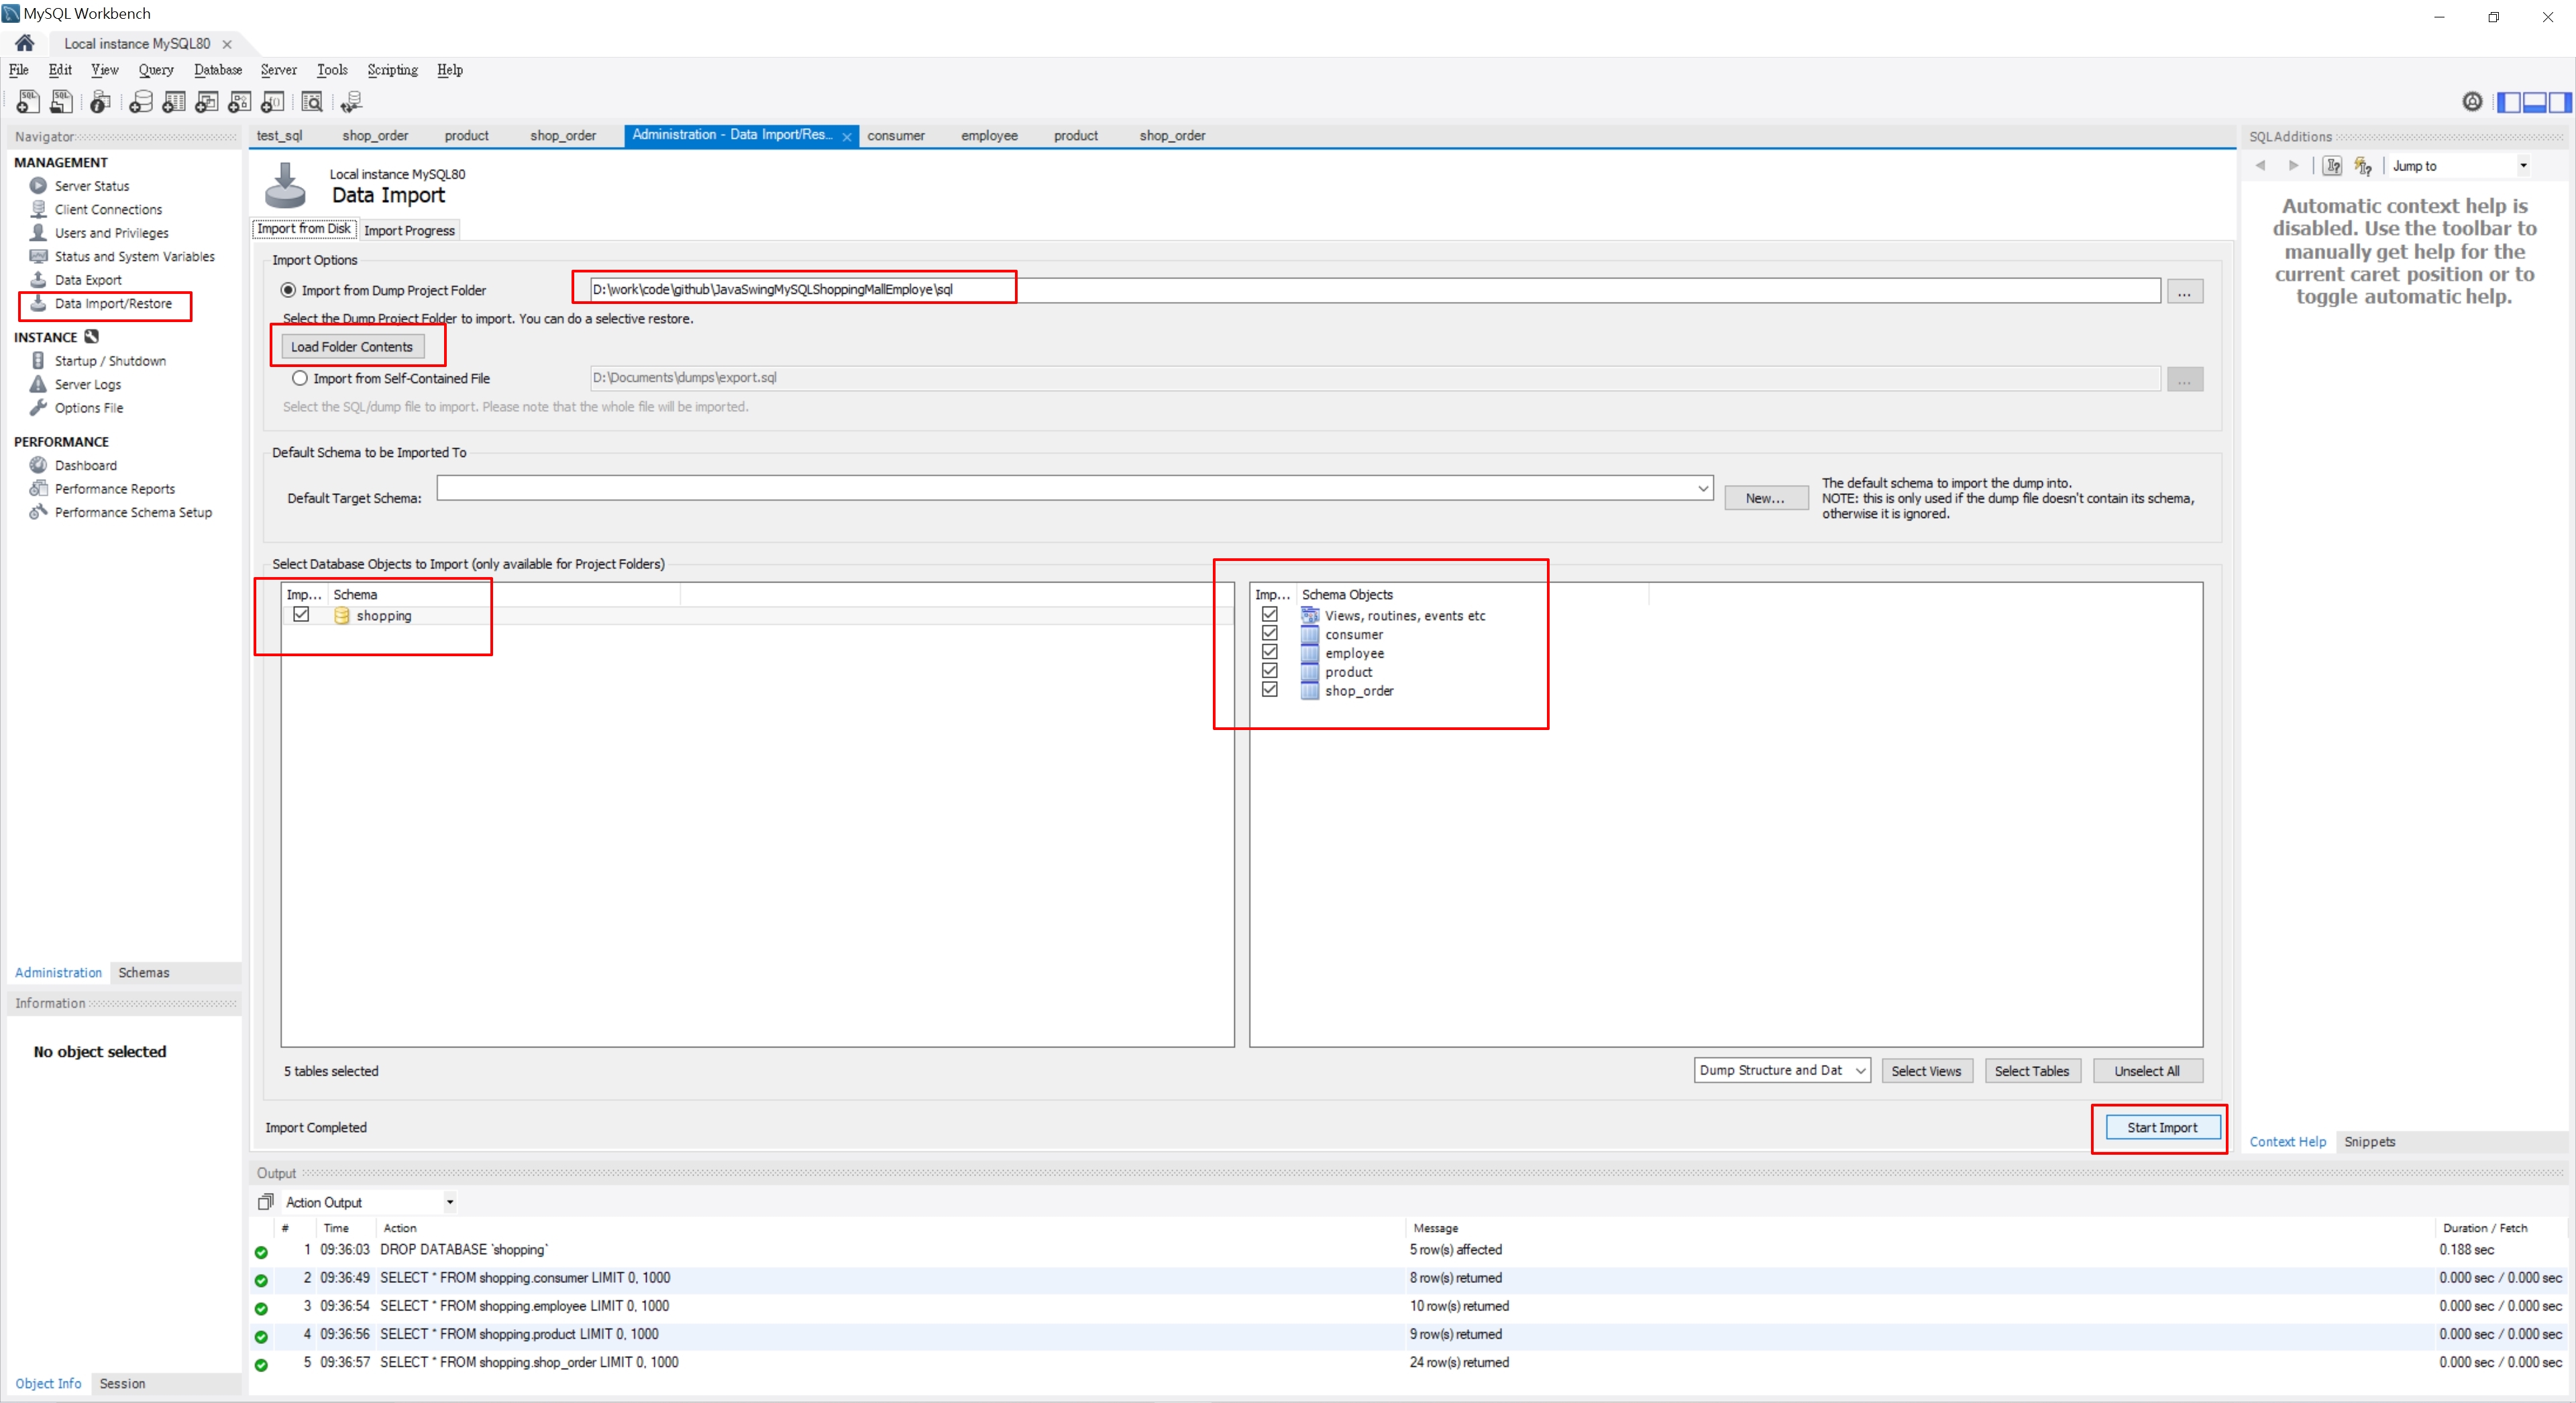 MySQL Workbench
Local instance MySQL80
File Edit View Query Database Server Tools Scripting Help
Navigator
MANAGEMENT
Server Status
Client Connections
Users and Privileges
Status and System Variables
Data Export
Data Import/Restore
INSTANCE
Startup / Shutdown
Server Logs
Options File
PERFORMANCE
Dashboard
Performance Reports
Performance Schema Setup
Administration Schemas
Information
No object selected
Object Info Session
test_sql shop_order product shop_order Administration - Data Import/Res... consumer employee product shop_order
Local instance MySQL80
Data Import
Import from Disk Import Progress
Import Options
Import from Dump Project Folder D:\work\code\github\JavaSwingMySQLShoppingMallEmploye\sql ...
Select the Dump Project Folder to import. You can do a selective restore.
Load Folder Contents
Import from Self-Contained File D:\Documents\dumps\export.sql ...
Select the SQL/dump file to import. Please note that the whole file will be imported.
Default Schema to be Imported To
Default Target Schema: New...
The default schema to import the dump into.
NOTE: this is only used if the dump file doesn't contain its schema,
otherwise it is ignored.
Select Database Objects to Import (only available for Project Folders)
Imp... Schema
shopping
Imp... Schema Objects
Views, routines, events etc
consumer
employee
product
shop_order
5 tables selected
Dump Structure and Dat Select Views Select Tables Unselect All
Import Completed
Start Import
Output
Action Output
# Time Action Message Duration / Fetch
1 09:36:03 DROP DATABASE `shopping` 5 row(s) affected 0.188 sec
2 09:36:49 SELECT * FROM shopping.consumer LIMIT 0, 1000 8 row(s) returned 0.000 sec / 0.000 sec
3 09:36:54 SELECT * FROM shopping.employee LIMIT 0, 1000 10 row(s) returned 0.000 sec / 0.000 sec
4 09:36:56 SELECT * FROM shopping.product LIMIT 0, 1000 9 row(s) returned 0.000 sec / 0.000 sec
5 09:36:57 SELECT * FROM shopping.shop_order LIMIT 0, 1000 24 row(s) returned 0.000 sec / 0.000 sec
SQLAdditions
Jump to
Automatic context help is
disabled. Use the toolbar to
manually get help for the
current caret position or to
toggle automatic help.
Context Help Snippets